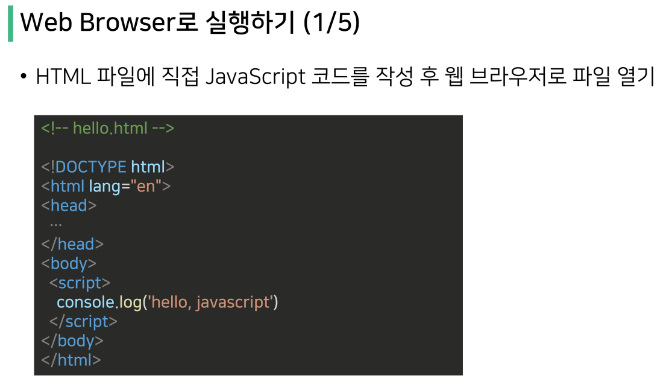 Web Browser로 실행하기 (1/5)
• HTML 파일에 직접 JavaScript 코드를 작성 후 웹 브라우저로 파일 열기
<!-- hello.html -->
<!DOCTYPE html>
<html lang="en">
<head>
  …
</head>
<body>
  <script>
    console.log('hello, javascript')
  </script>
</body>
</html>